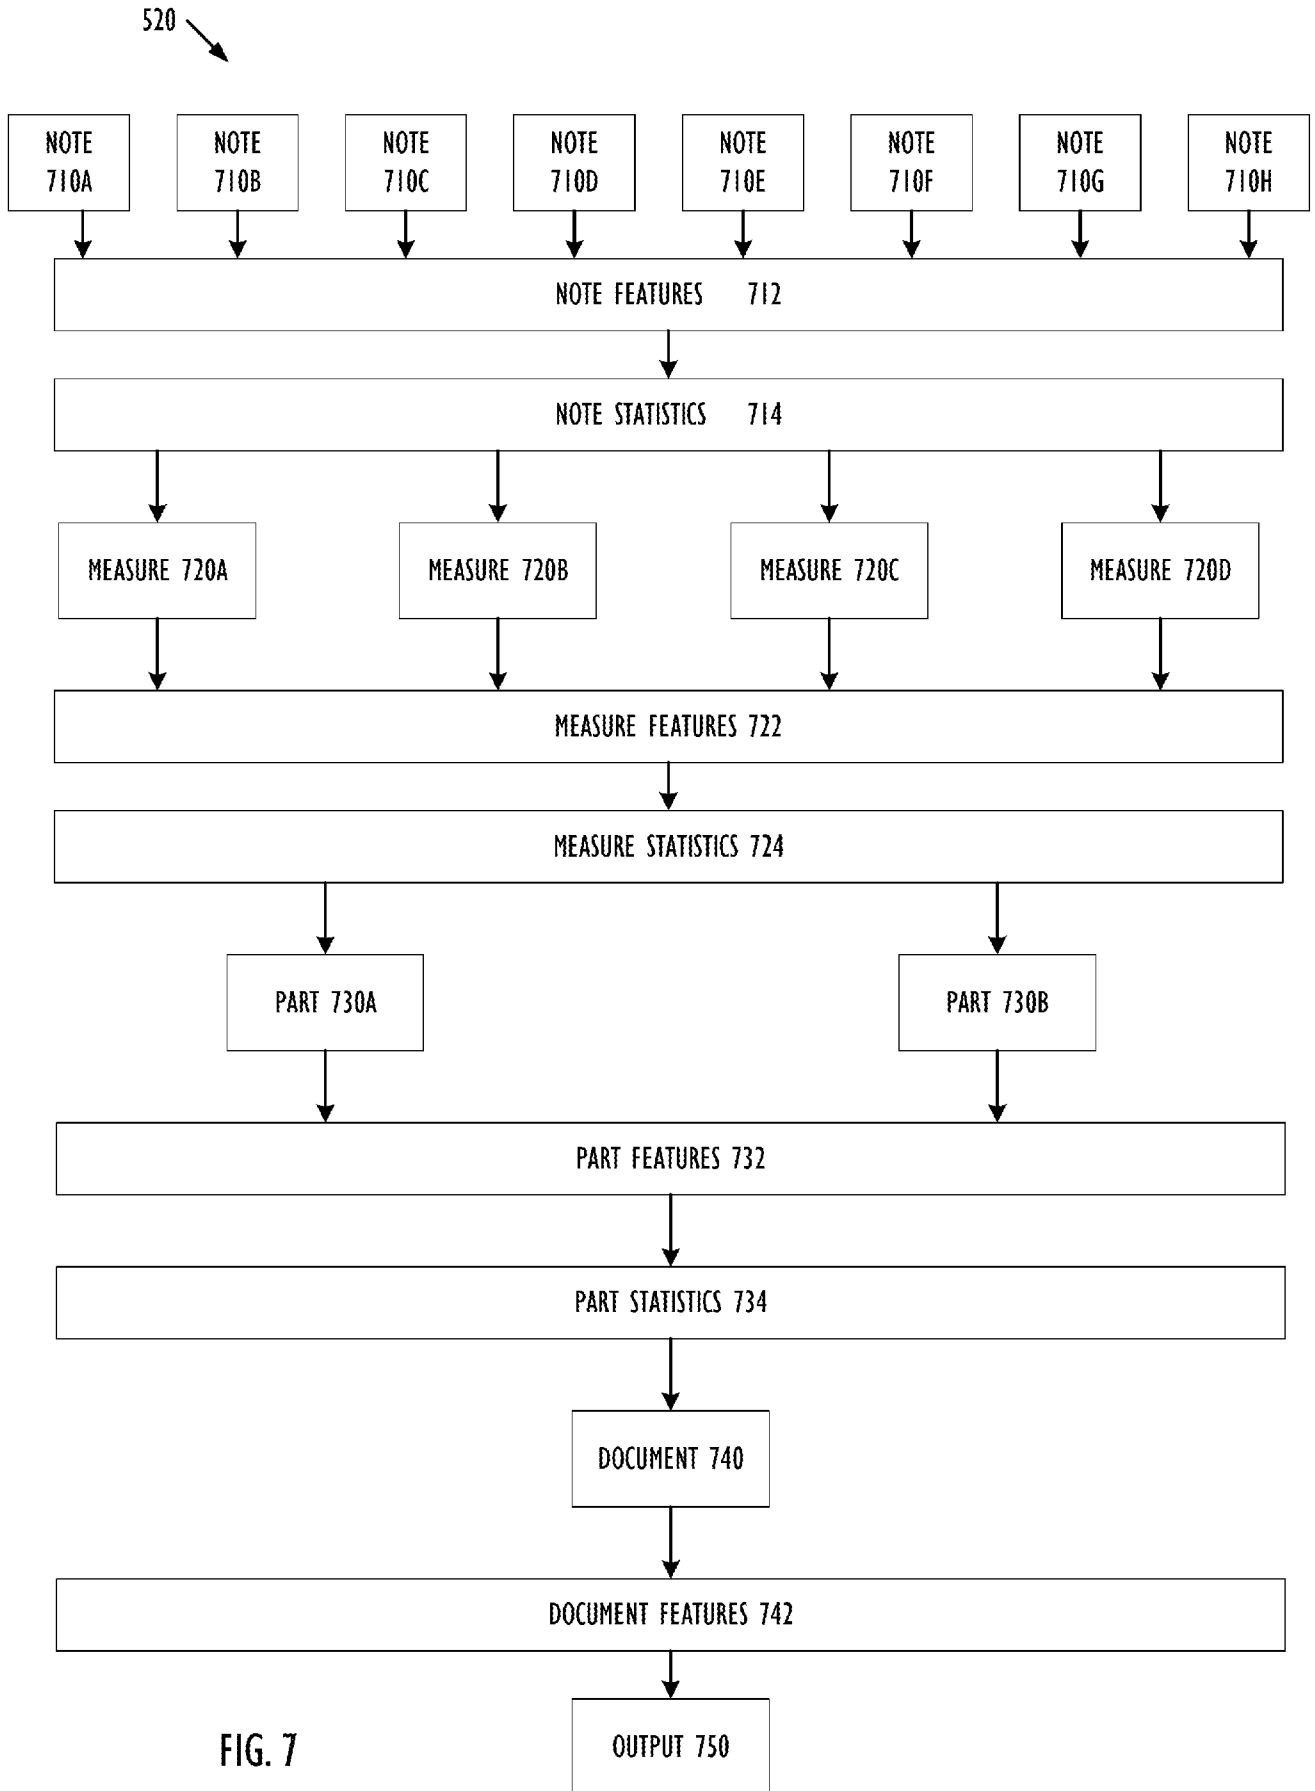 520
NOTE
710A
NOTE
710B
NOTE
710C
NOTE
710D
NOTE
710E
NOTE
710F
NOTE
710G
NOTE
710H
NOTE FEATURES 712
NOTE STATISTICS 714
MEASURE 720A
MEASURE 720B
MEASURE 720C
MEASURE 720D
MEASURE FEATURES 722
MEASURE STATISTICS 724
PART 730A
PART 730B
PART FEATURES 732
PART STATISTICS 734
DOCUMENT 740
DOCUMENT FEATURES 742
OUTPUT 750
FIG. 7